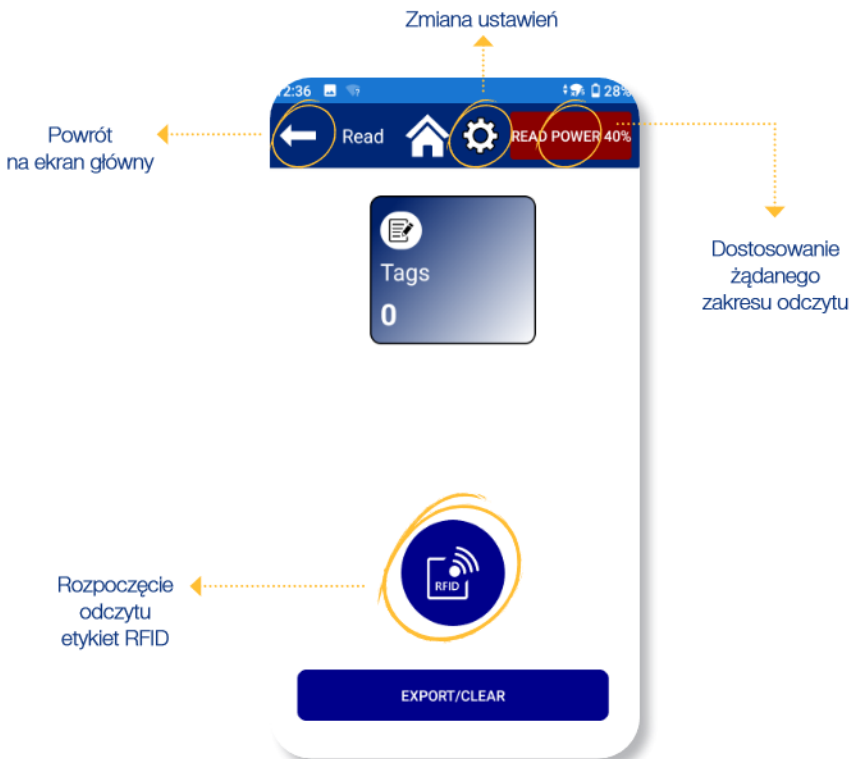 Zmiana ustawień
12:36 28%
Powrót
na ekran główny
Read
READ POWER 40%
Tags
0
Dostosowanie
żądanego
zakresu odczytu
RFID
Rozpoczęcie
odczytu
etykiet RFID
EXPORT/CLEAR